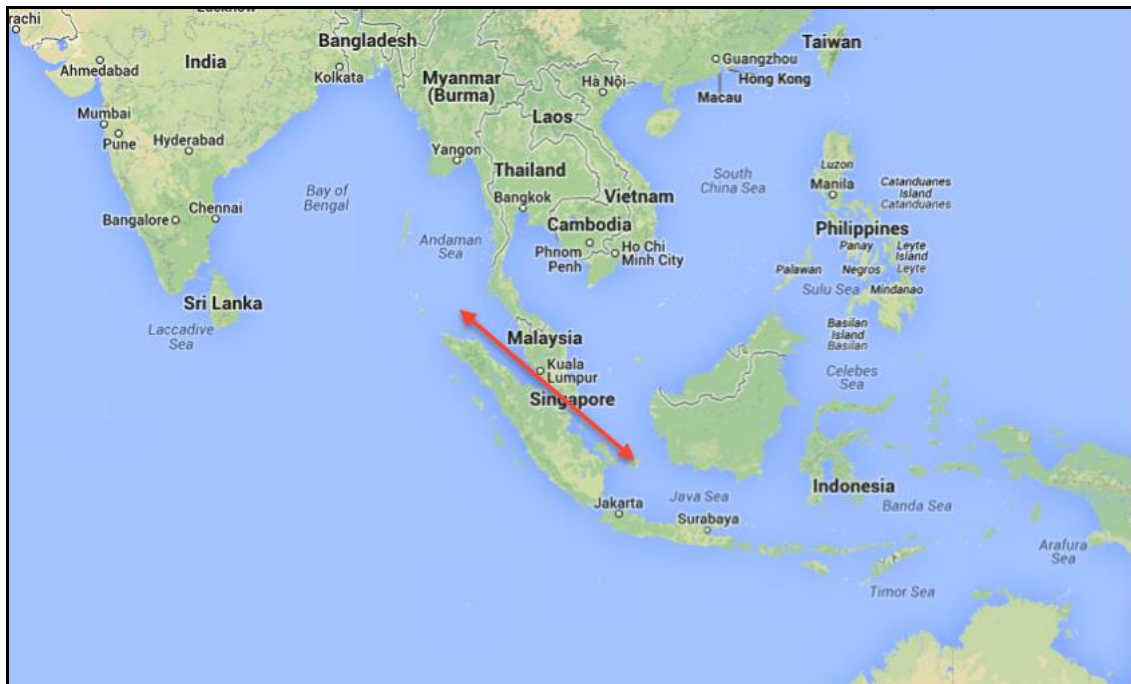 rachi
Lucknow
Ahmedabad
India
Bangladesh
Kolkata
Myanmar
(Burma)
Hà Nội
Guangzhou
Hong Kong
Macau
Taiwan
Mumbai
Pune
Hyderabad
Laos
Yangon
Thailand
Bangkok
Vietnam
South
China Sea
Luzon
Manila
Catanduanes
Island
Catanduanes
Bangalore
Chennai
Bay of
Bengal
Andaman
Sea
Cambodia
Phnom
Penh
Ho Chi
Minh City
Philippines
Panay
Leyte
Island
Leyte
Palawan
Negros
Sulu Sea
Mindanao
Sri Lanka
Laccadive
Sea
Malaysia
Kuala
Lumpur
Singapore
Basilan
Island
Basilan
Celebes
Sea
Indonesia
Banda Sea
Jakarta
Java Sea
Surabaya
Arafura
Sea
Timor Sea